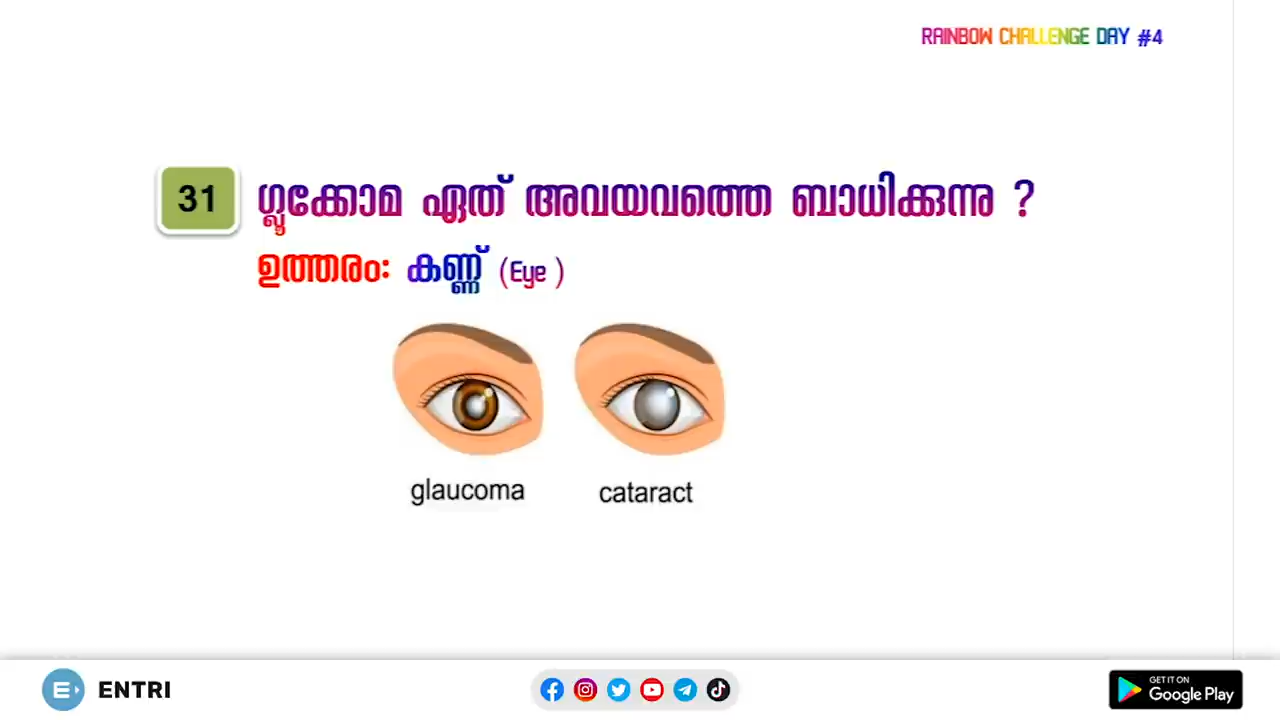 RAINBOW CHALLENGE DAY #4
31 ഗ്ലൂക്കോമ ഏത് അവയവത്തെ ബാധിക്കുന്നു ?
ഉത്തരം: കണ്ണ് (Eye )
glaucoma cataract
ENTRI
GET IT ON
Google Play